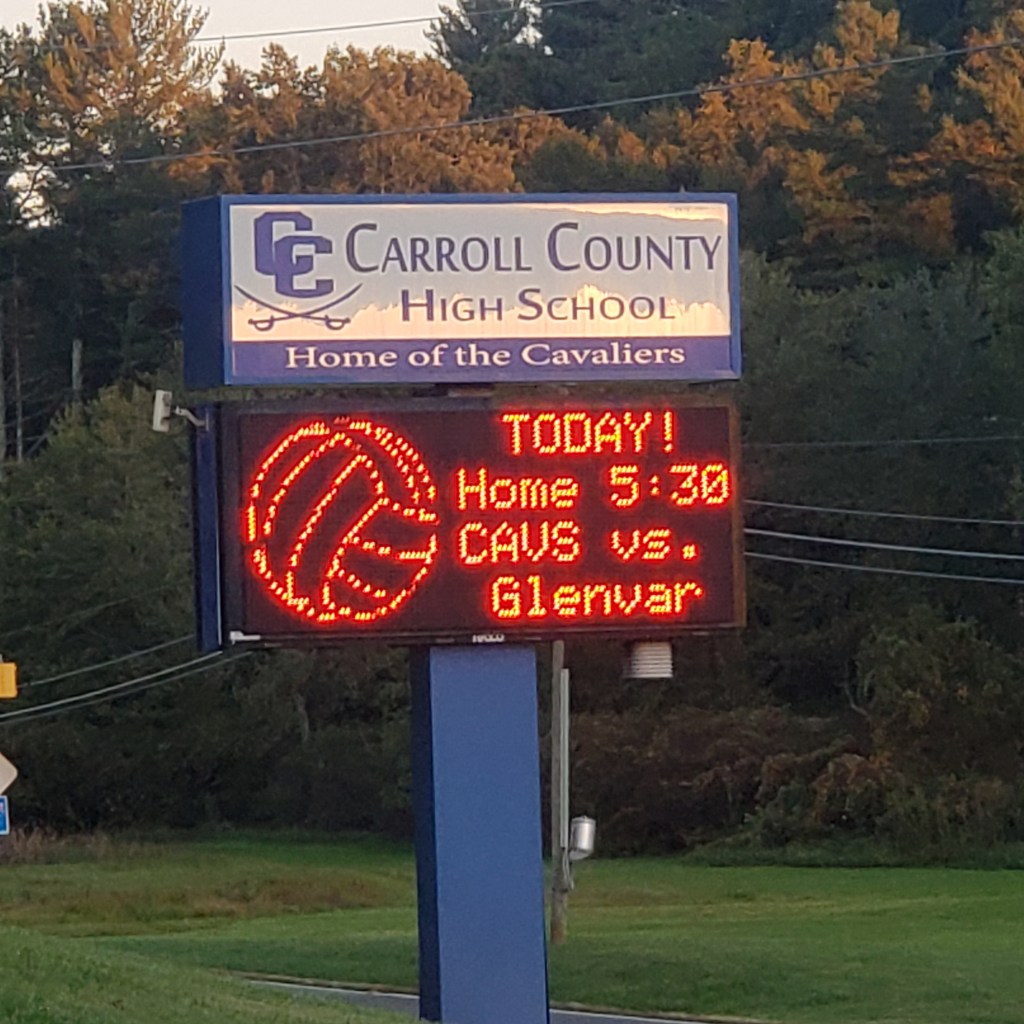 CC CARROLL COUNTY
HIGH SCHOOL
Home of the Cavaliers
TODAY!
Home 5:30
CAVS vs.
Glenvar